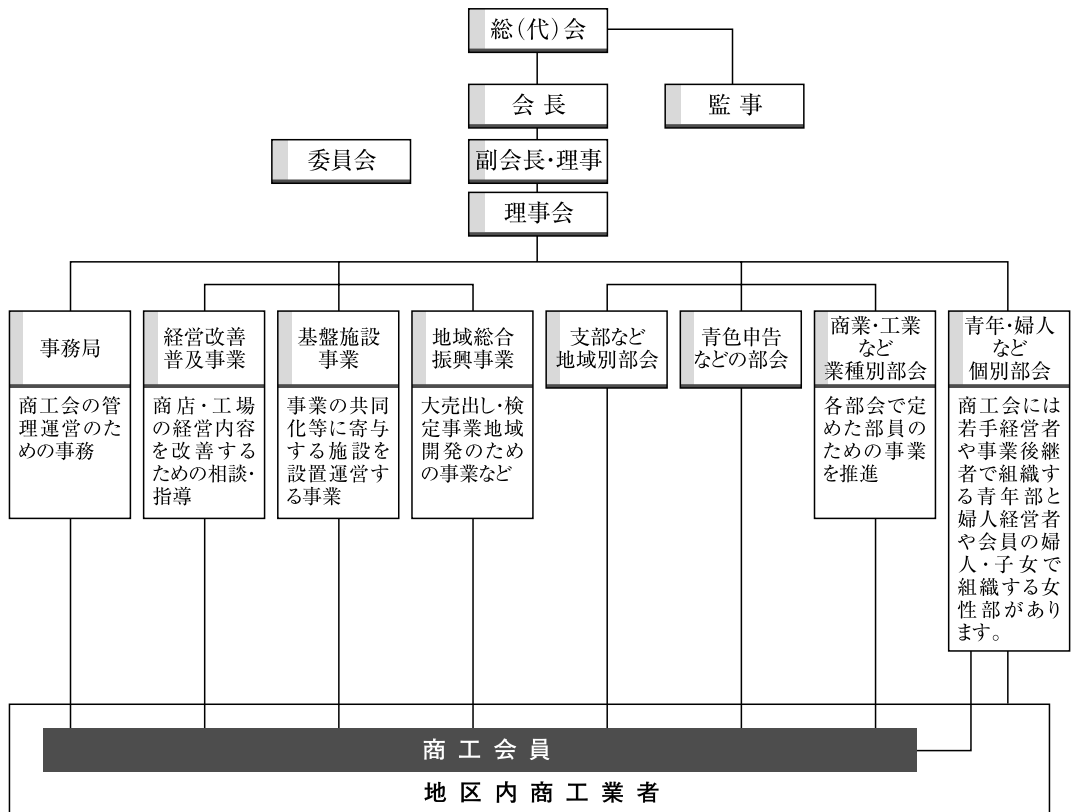 総（代）会
会長
監事
委員会
副会長・理事
理事会
事務局
商工会の管
理運営のた
めの事務
経営改善
普及事業
商店・工場
の経営内容
を改善する
ための相談・
指導
基盤施設
事業
事業の共同
化等に寄与
する施設を
設置運営す
る事業
地域総合
振興事業
大売出し・検
定事業地域
開発のため
の事業など
支部など
地域別部会
青色申告
などの部会
商業・工業
など
業種別部会
各部会で定
めた部員の
ための事業
を推進
青年・婦人
など
個別部会
商工会には
若手経営者
や事業後継
者で組織す
る青年部と
婦人経営者
や会員の婦
人・子女で
組織する女
性部があり
ます。
商工会員
地区内商工業者